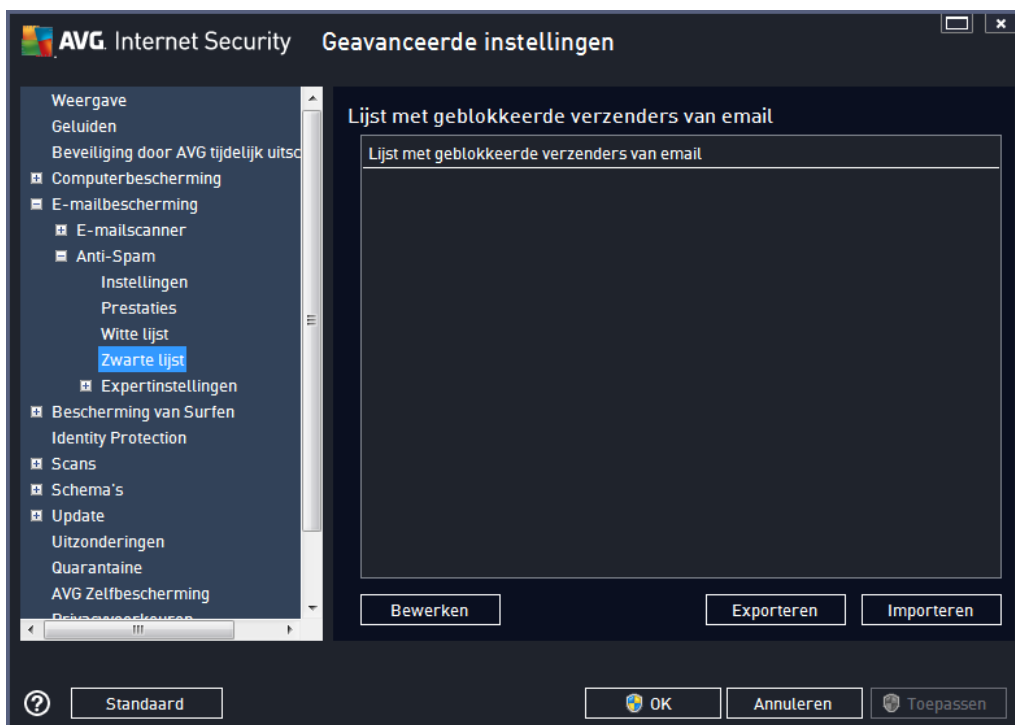 AVG. Internet Security Geavanceerde instellingen
Weergave
Geluiden
Beveiliging door AVG tijdelijk uitsc
Computerbescherming
E-mailbescherming
E-mailscanner
Anti-Spam
Instellingen
Prestaties
Witte lijst
Zwarte lijst
Expertinstellingen
Bescherming van Surfen
Identity Protection
Scans
Schema's
Update
Uitzonderingen
Quarantaine
AVG Zelfbescherming
Privacyvoorkeuren
Lijst met geblokkeerde verzenders van email
Lijst met geblokkeerde verzenders van email
Bewerken Exporteren Importeren
Standaard OK Annuleren Toepassen